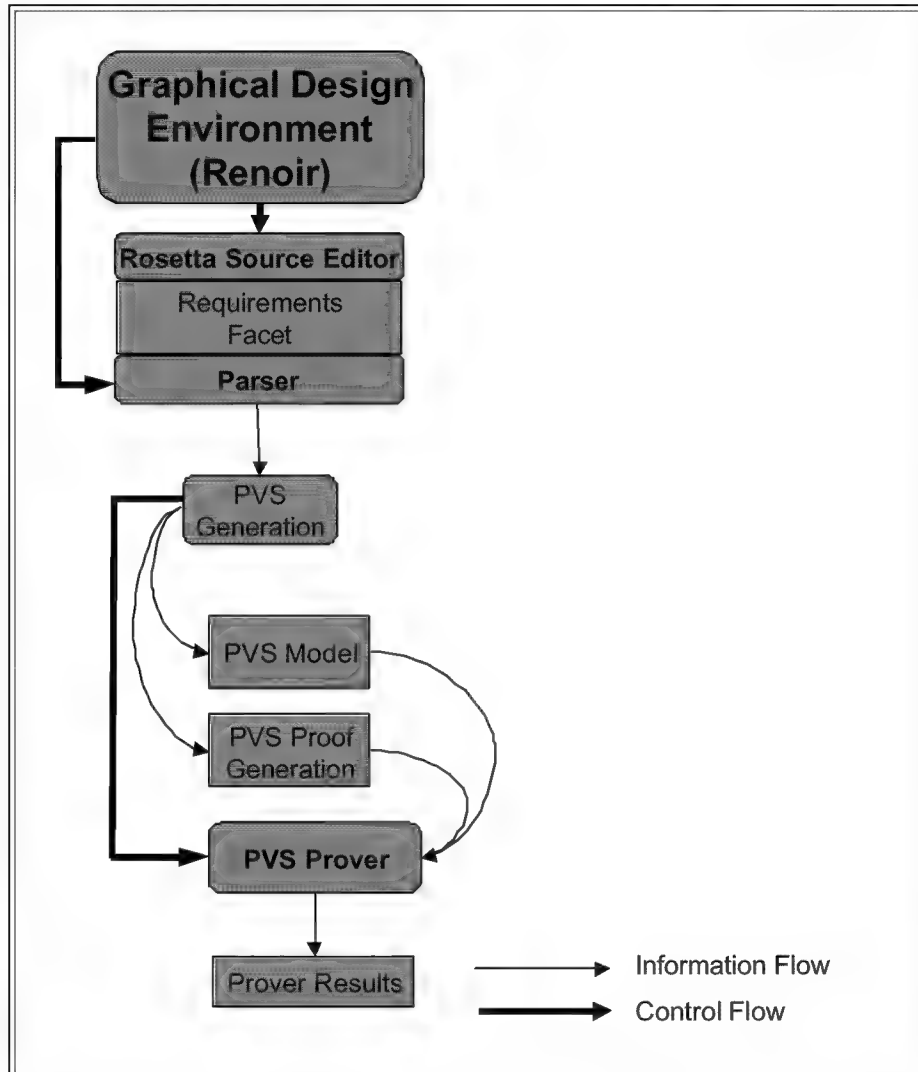 Graphical Design
Environment
(Renoir)
Rosetta Source Editor
Requirements
Facet
Parser
PVS
Generation
PVS Model
PVS Proof
Generation
PVS Prover
Prover Results
Information Flow
Control Flow